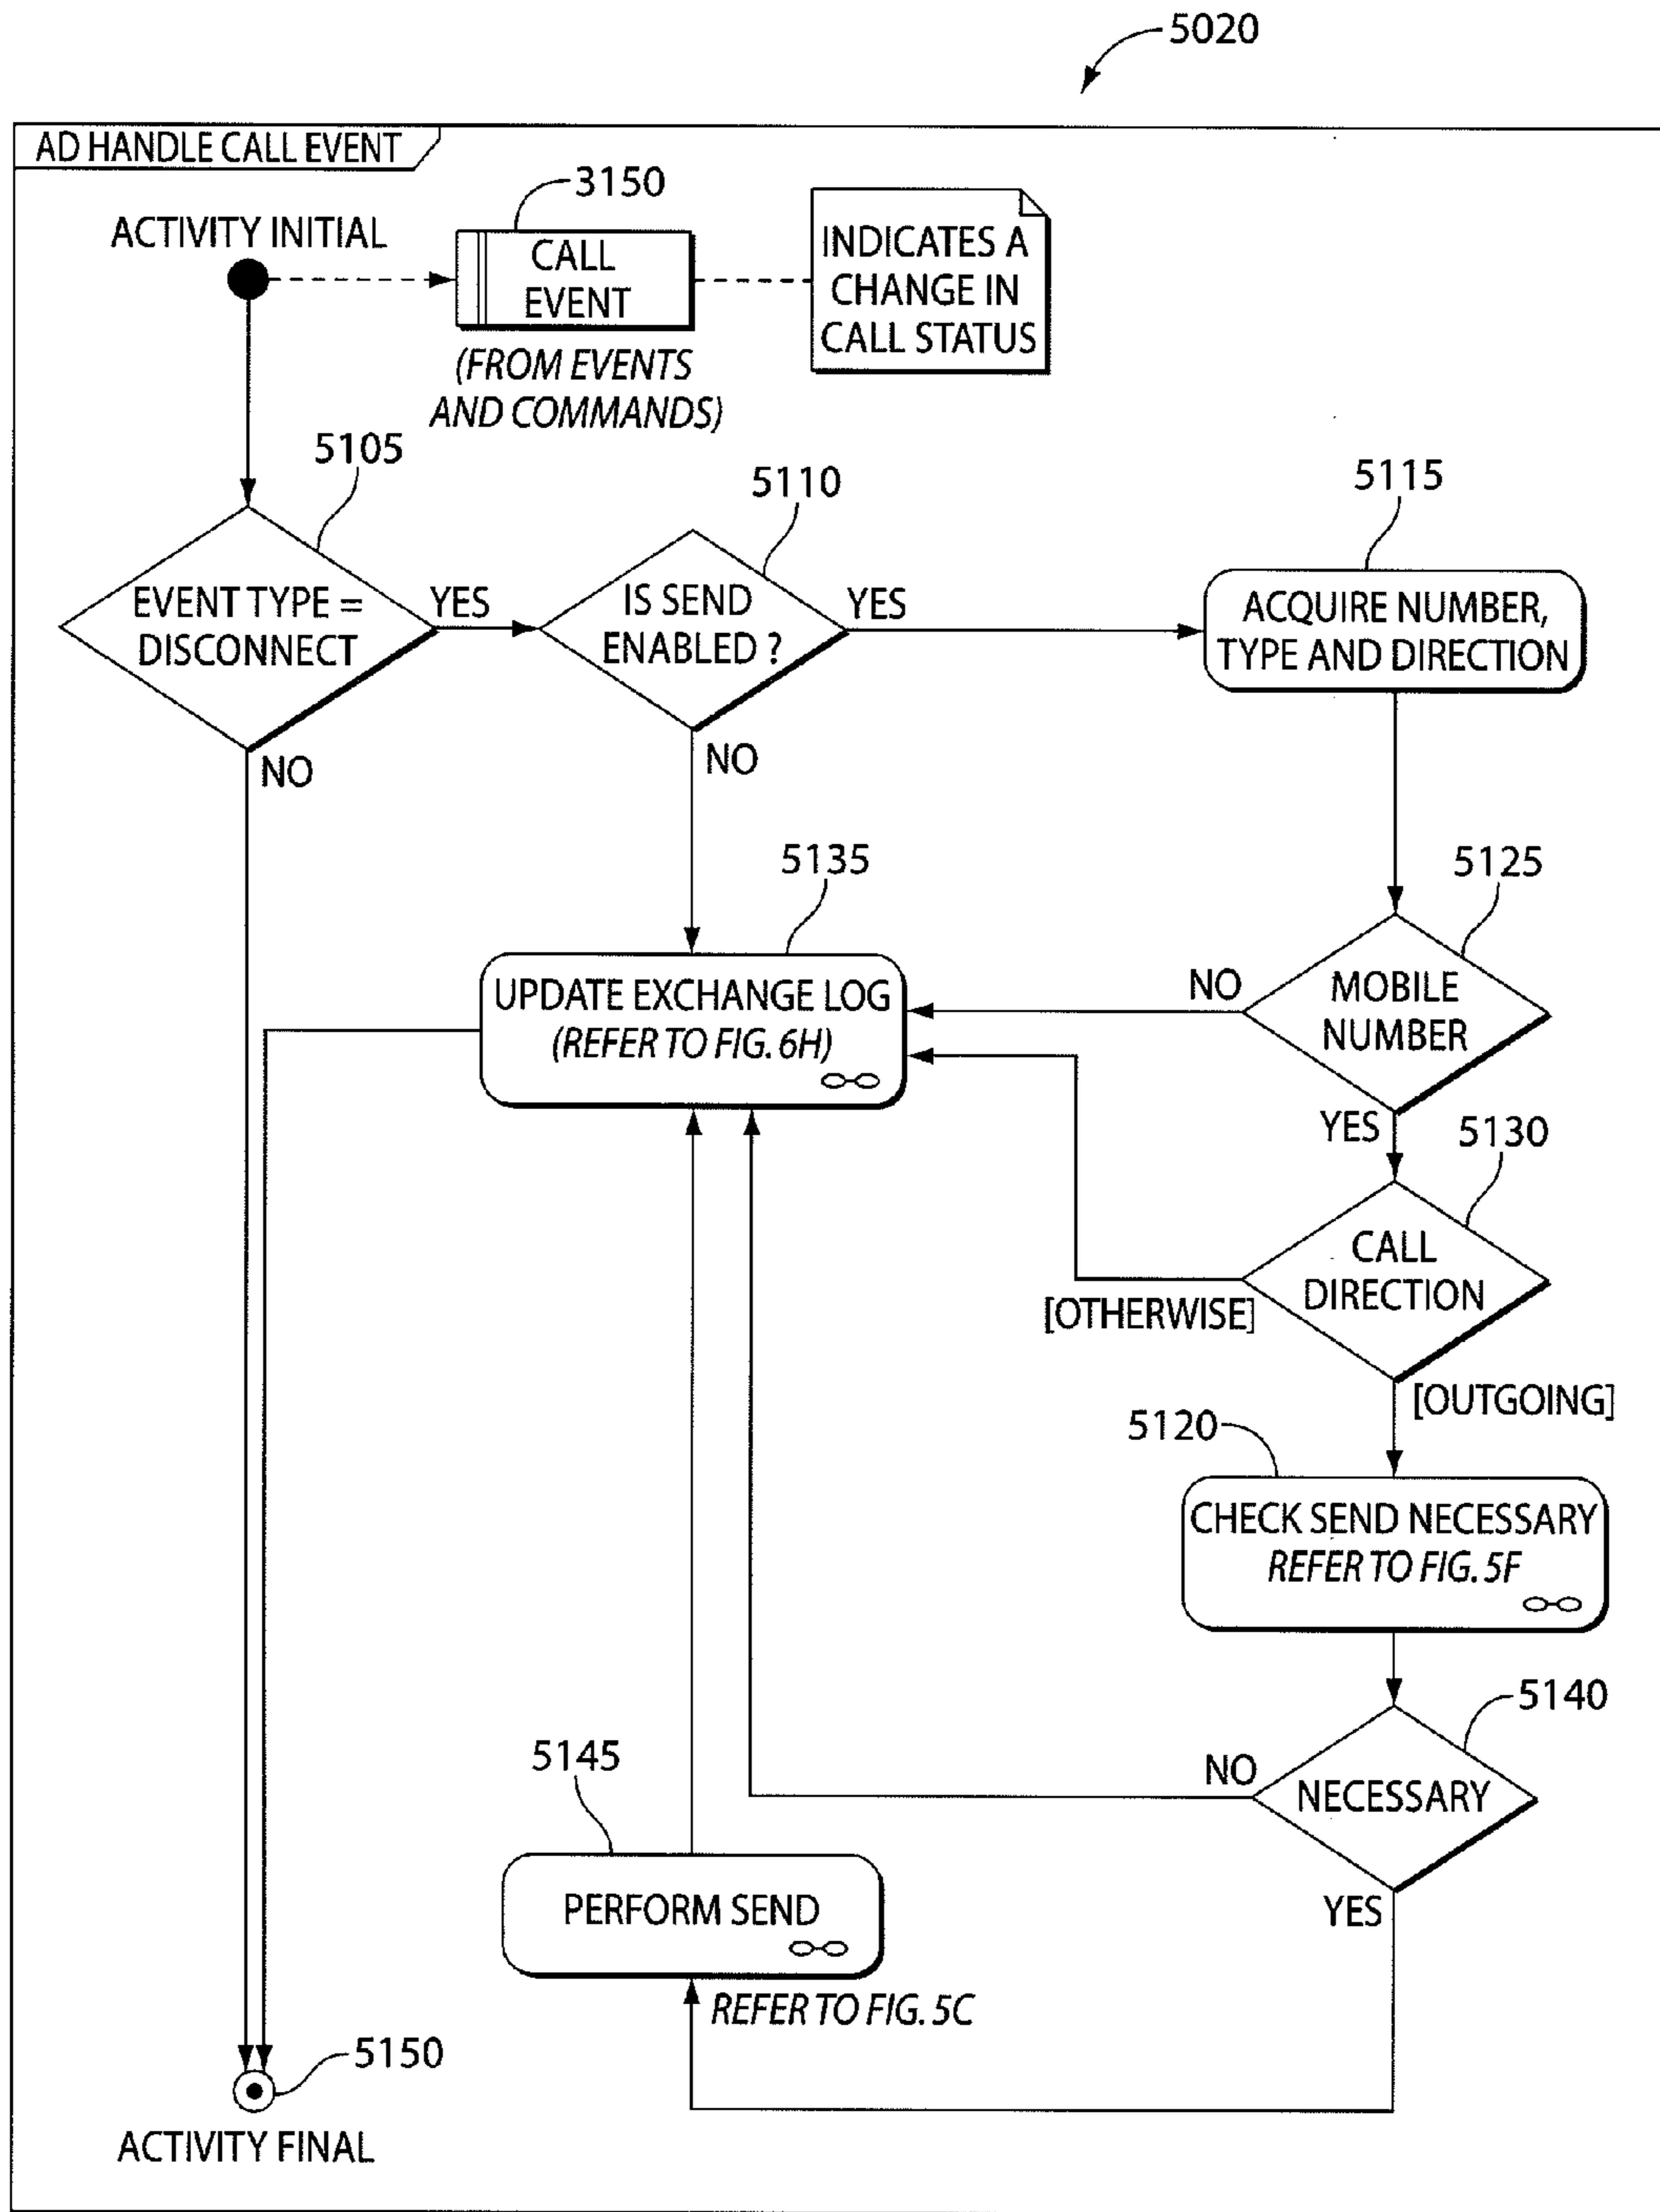 5020
AD HANDLE CALL EVENT
3150
ACTIVITY INITIAL
CALL
EVENT
INDICATES A
CHANGE IN
CALL STATUS
(FROM EVENTS
AND COMMANDS)
5105
5110
5115
EVENT TYPE =
DISCONNECT
YES
IS SEND
ENABLED ?
YES
ACQUIRE NUMBER,
TYPE AND DIRECTION
NO
NO
5135
5125
UPDATE EXCHANGE LOG
(REFER TO FIG. 6H)
NO
MOBILE
NUMBER
YES
5130
CALL
DIRECTION
[OTHERWISE]
[OUTGOING]
5120
CHECK SEND NECESSARY
REFER TO FIG. 5F
5140
5145
NO
NECESSARY
PERFORM SEND
YES
REFER TO FIG. 5C
5150
ACTIVITY FINAL